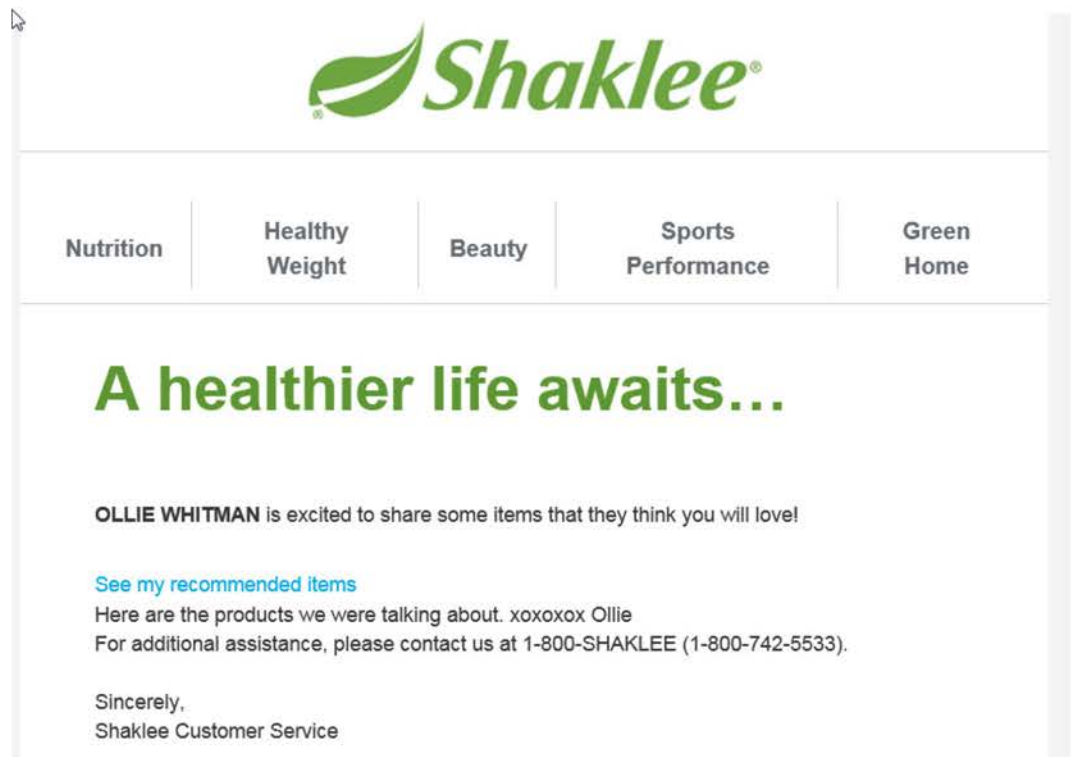 Shaklee®
Nutrition
Healthy
Weight
Beauty
Sports
Performance
Green
Home
A healthier life awaits…
OLLIE WHITMAN is excited to share some items that they think you will love!
See my recommended items
Here are the products we were talking about. xoxoxox Ollie
For additional assistance, please contact us at 1-800-SHAKLEE (1-800-742-5533).
Sincerely,
Shaklee Customer Service